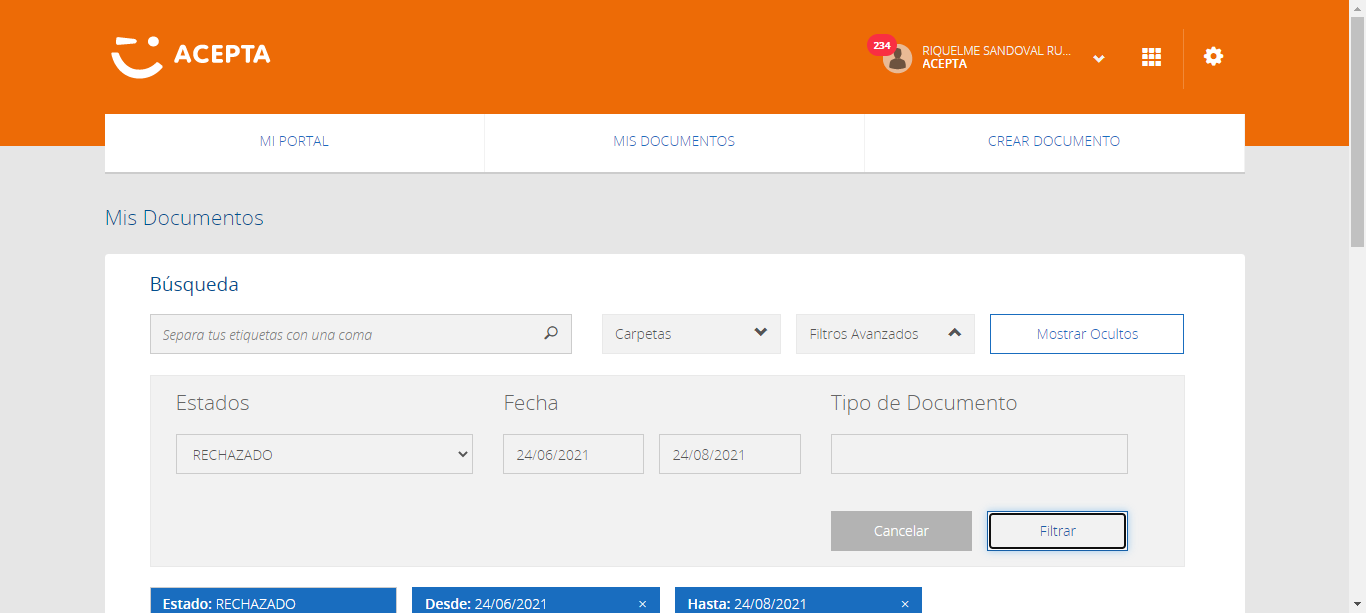 ACEPTA
234
RIQUELME SANDOVAL RU...
ACEPTA
MI PORTAL
MIS DOCUMENTOS
CREAR DOCUMENTO
Mis Documentos
Búsqueda
Separa tus etiquetas con una coma
Carpetas
Filtros Avanzados
Mostrar Ocultos
Estados
Fecha
Tipo de Documento
RECHAZADO
24/06/2021
24/08/2021
Cancelar
Filtrar
Estado: RECHAZADO
Desde: 24/06/2021 ×
Hasta: 24/08/2021 ×